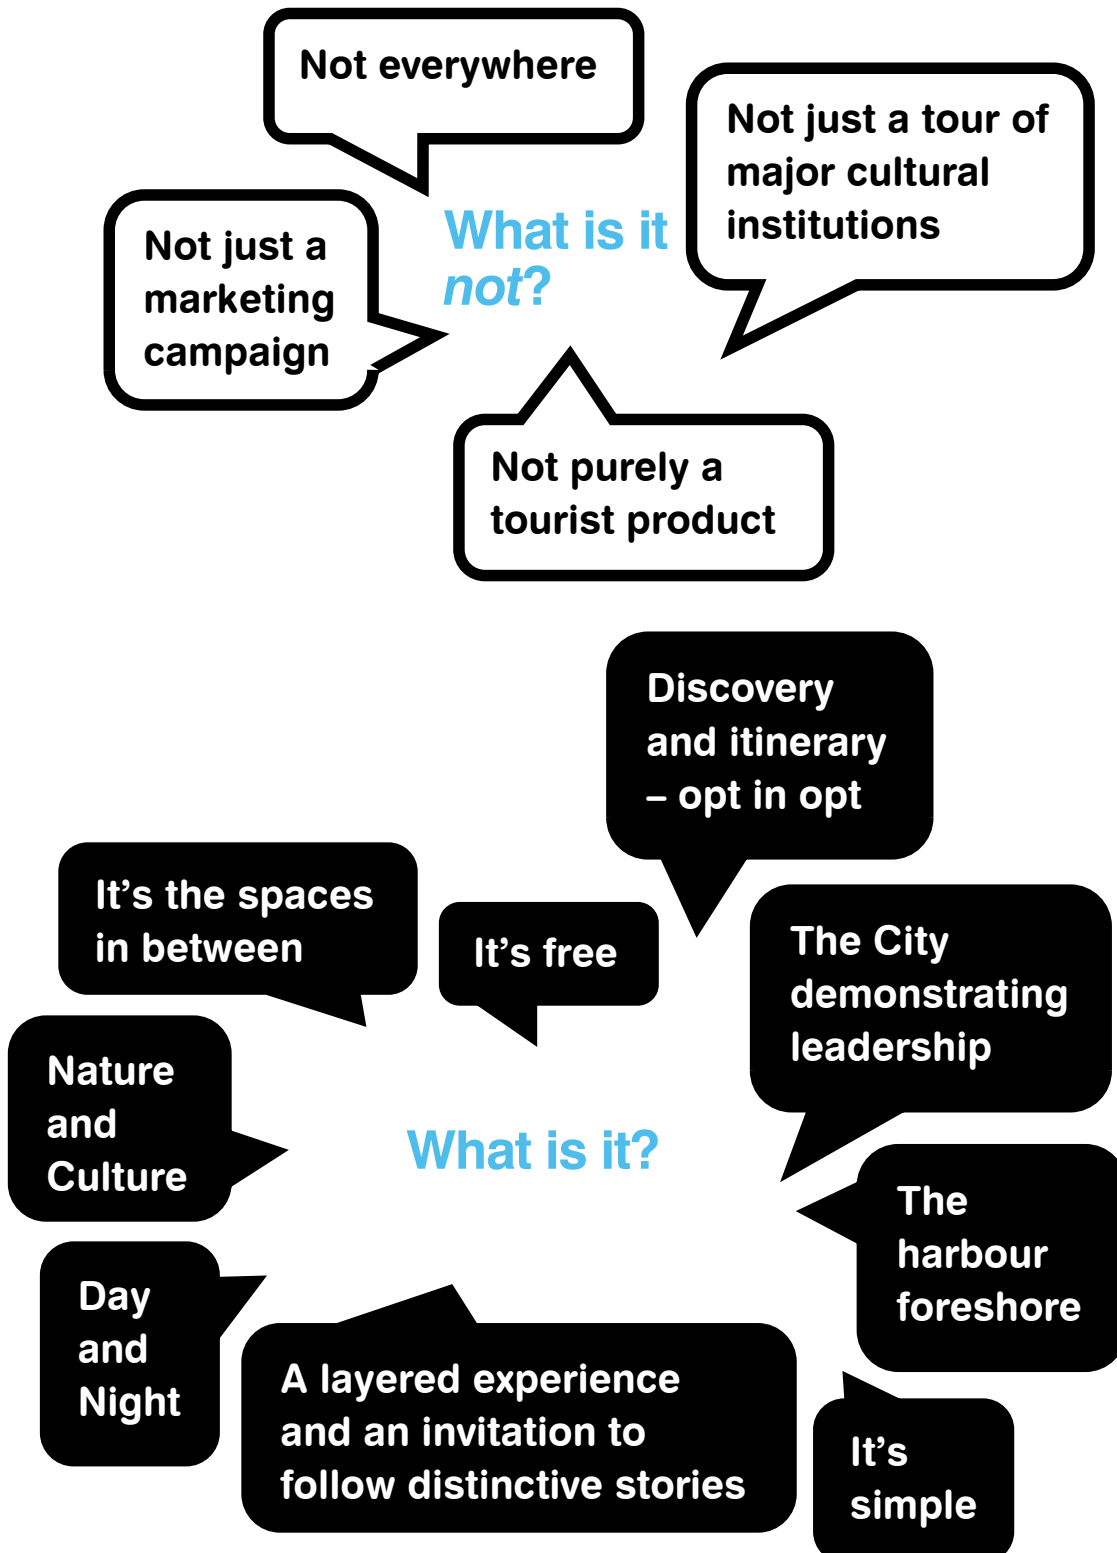 Not everywhere
Not just a tour of
major cultural
institutions
What is it
not?
Not just a
marketing
campaign
Not purely a
tourist product
Discovery
and itinerary
– opt in opt
It’s the spaces
in between
It’s free
The City
demonstrating
leadership
Nature
and
Culture
What is it?
The
harbour
foreshore
Day
and
Night
A layered experience
and an invitation to
follow distinctive stories
It’s
simple